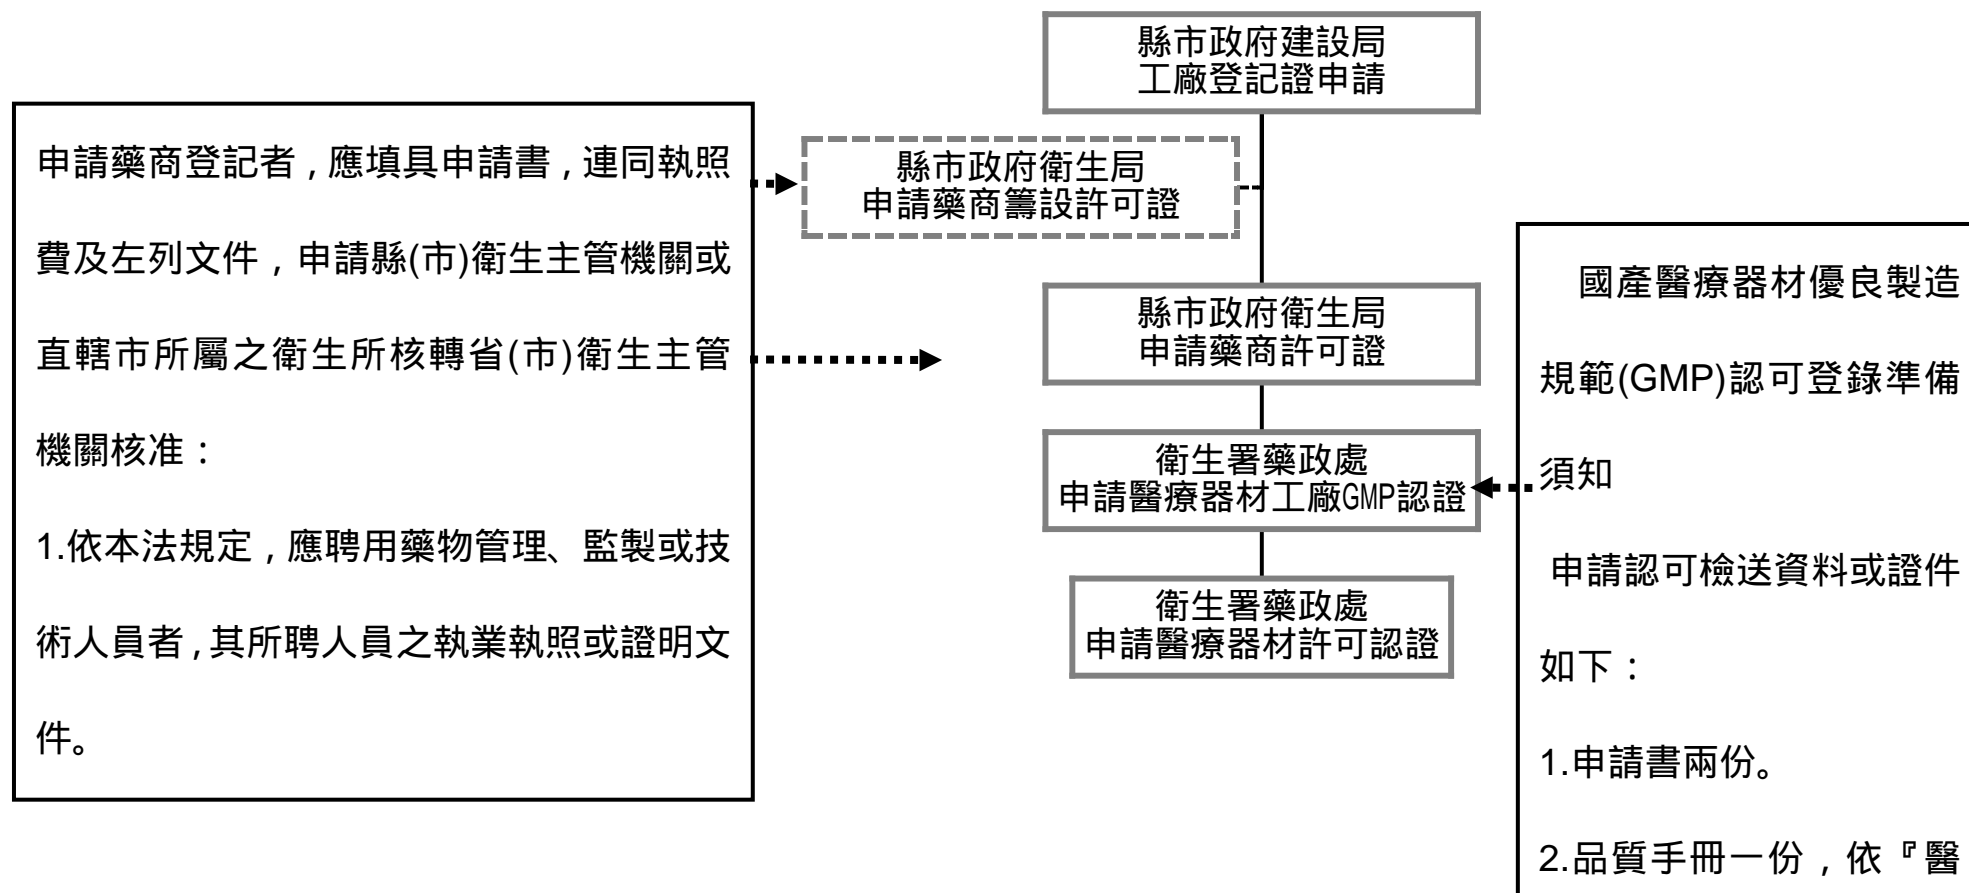 縣市政府建設局
工廠登記證申請
申請藥商登記者，應填具申請書，連同執照
費及左列文件，申請縣(市)衛生主管機關或
直轄市所屬之衛生所核轉省(市)衛生主管
機關核准：
1.依本法規定，應聘用藥物管理、監製或技
術人員者，其所聘人員之執業執照或證明文
件。
縣市政府衛生局
申請藥商籌設許可證
縣市政府衛生局
申請藥商許可證
衛生署藥政處
申請醫療器材工廠GMP認證
衛生署藥政處
申請醫療器材許可認證
國產醫療器材優良製造
規範(GMP)認可登錄準備
須知
申請認可檢送資料或證件
如下：
1.申請書兩份。
2.品質手冊一份，依『醫